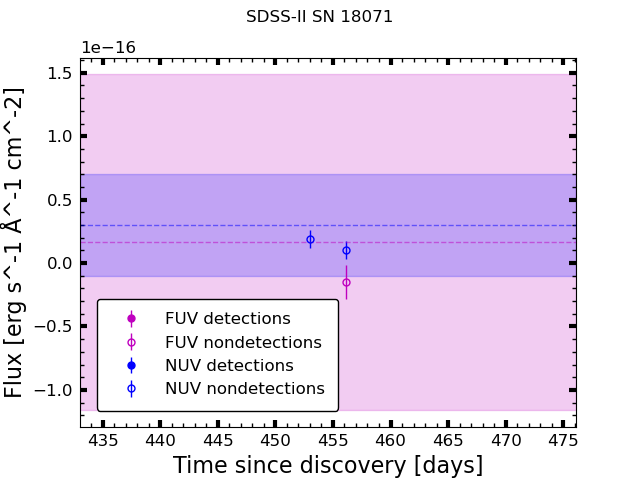 SDSS-II SN 18071
1e−16
1.5
1.0
0.5
0.0
−0.5
−1.0
Flux [erg s^-1 Å^-1 cm^-2]
FUV detections
FUV nondetections
NUV detections
NUV nondetections
435 440 445 450 455 460 465 470 475
Time since discovery [days]